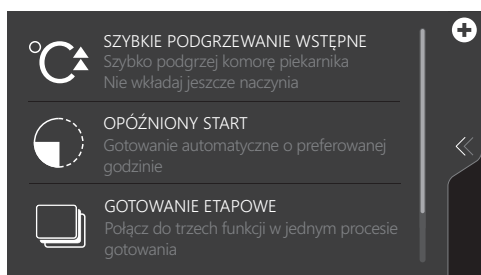 SZYBKIE PODGRZEWANIE WSTĘPNE
Szybko podgrzej komorę piekarnika
Nie wkładaj jeszcze naczynia
OPÓŹNIONY START
Gotowanie automatyczne o preferowanej
godzinie
GOTOWANIE ETAPOWE
Połącz do trzech funkcji w jednym procesie
gotowania